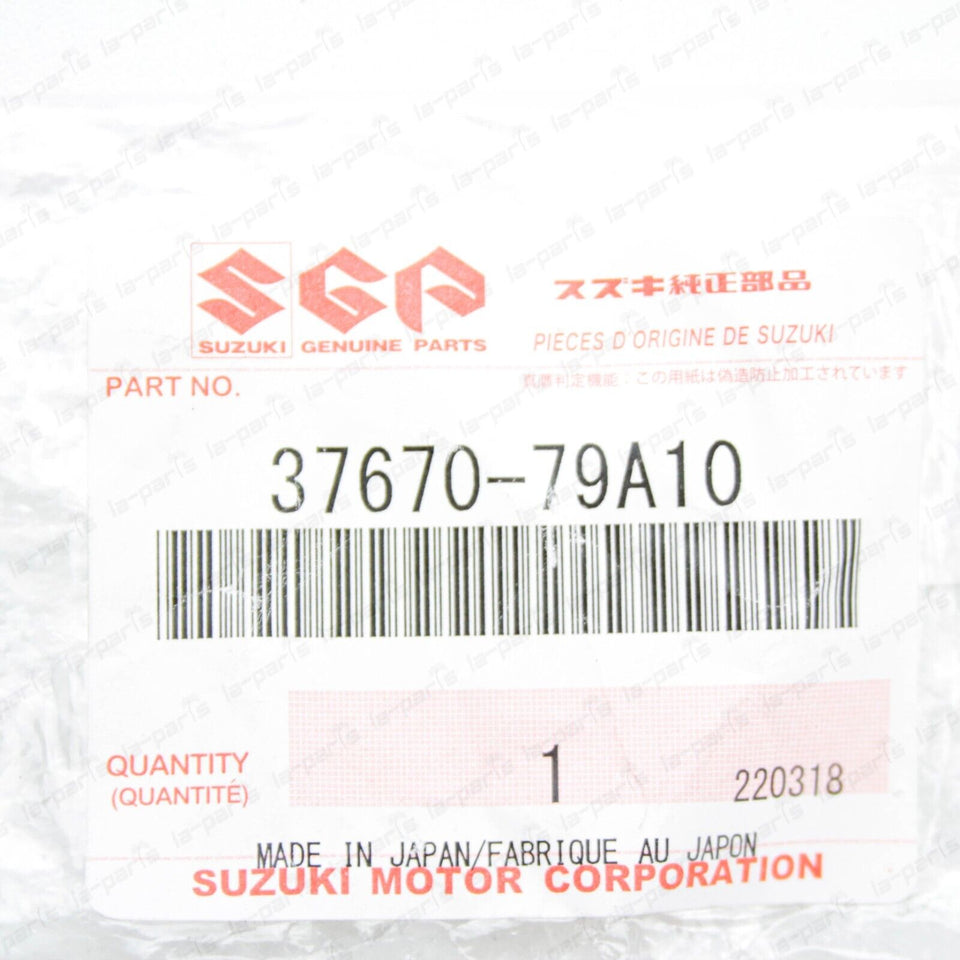 SGP
SUZUKI GENUINE PARTS
スズキ純正部品
PIECES D'ORIGINE DE SUZUKI
PART NO.
真贋判定機能：この用紙は偽造防止加工されています
37670-79A10
QUANTITY
(QUANTITÉ)
1
220318
MADE IN JAPAN/FABRIQUE AU JAPON
SUZUKI MOTOR CORPORATION
la-parts